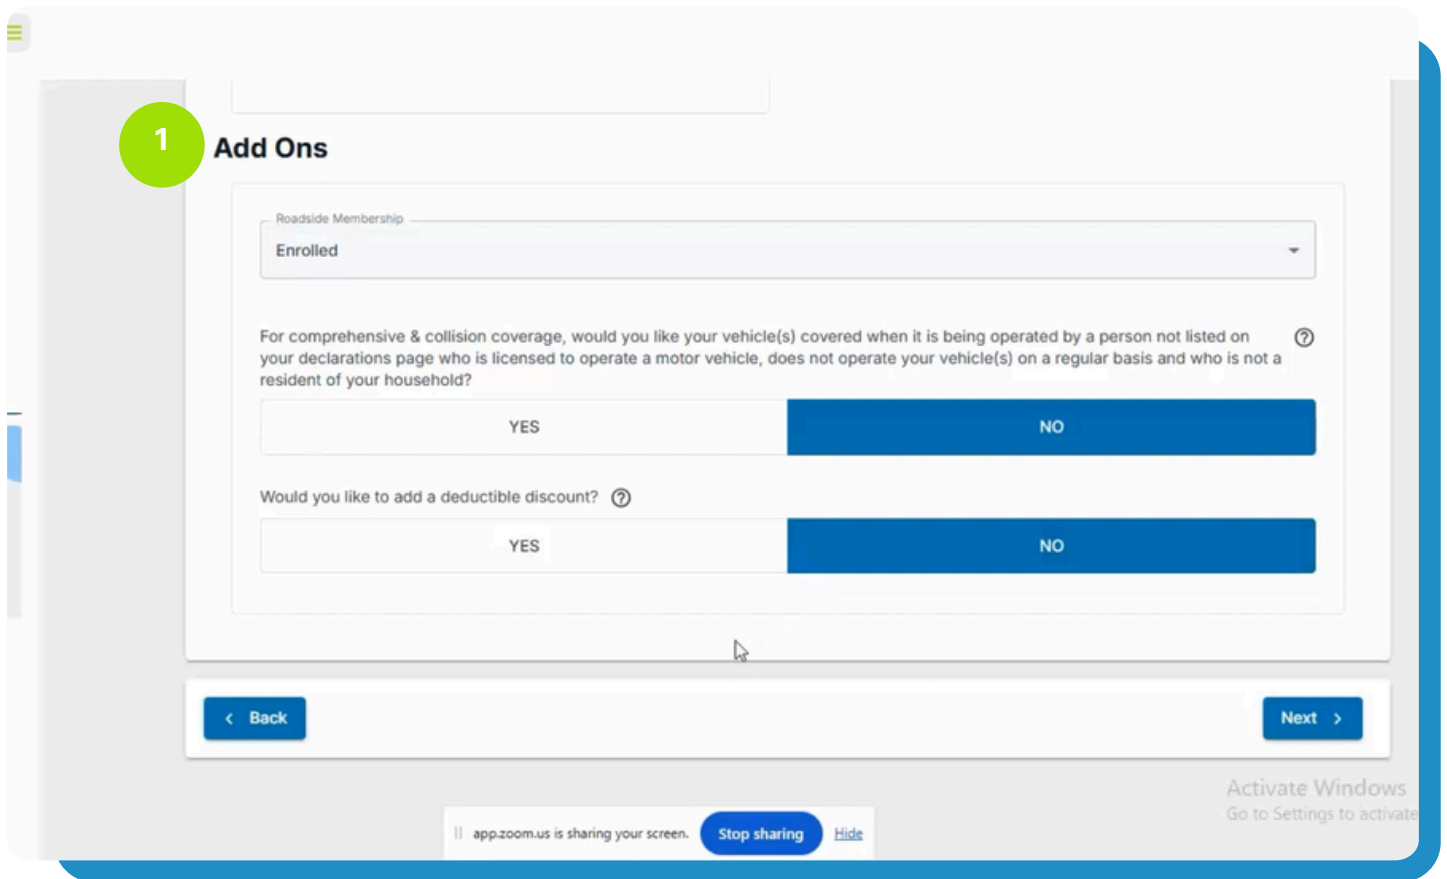 1
Add Ons
Roadside Membership
Enrolled
For comprehensive & collision coverage, would you like your vehicle(s) covered when it is being operated by a person not listed on
your declarations page who is licensed to operate a motor vehicle, does not operate your vehicle(s) on a regular basis and who is not a
resident of your household?
YES NO
Would you like to add a deductible discount?
YES NO
Back Next
Activate Windows
Go to Settings to activate
app.zoom.us is sharing your screen. Stop sharing Hide